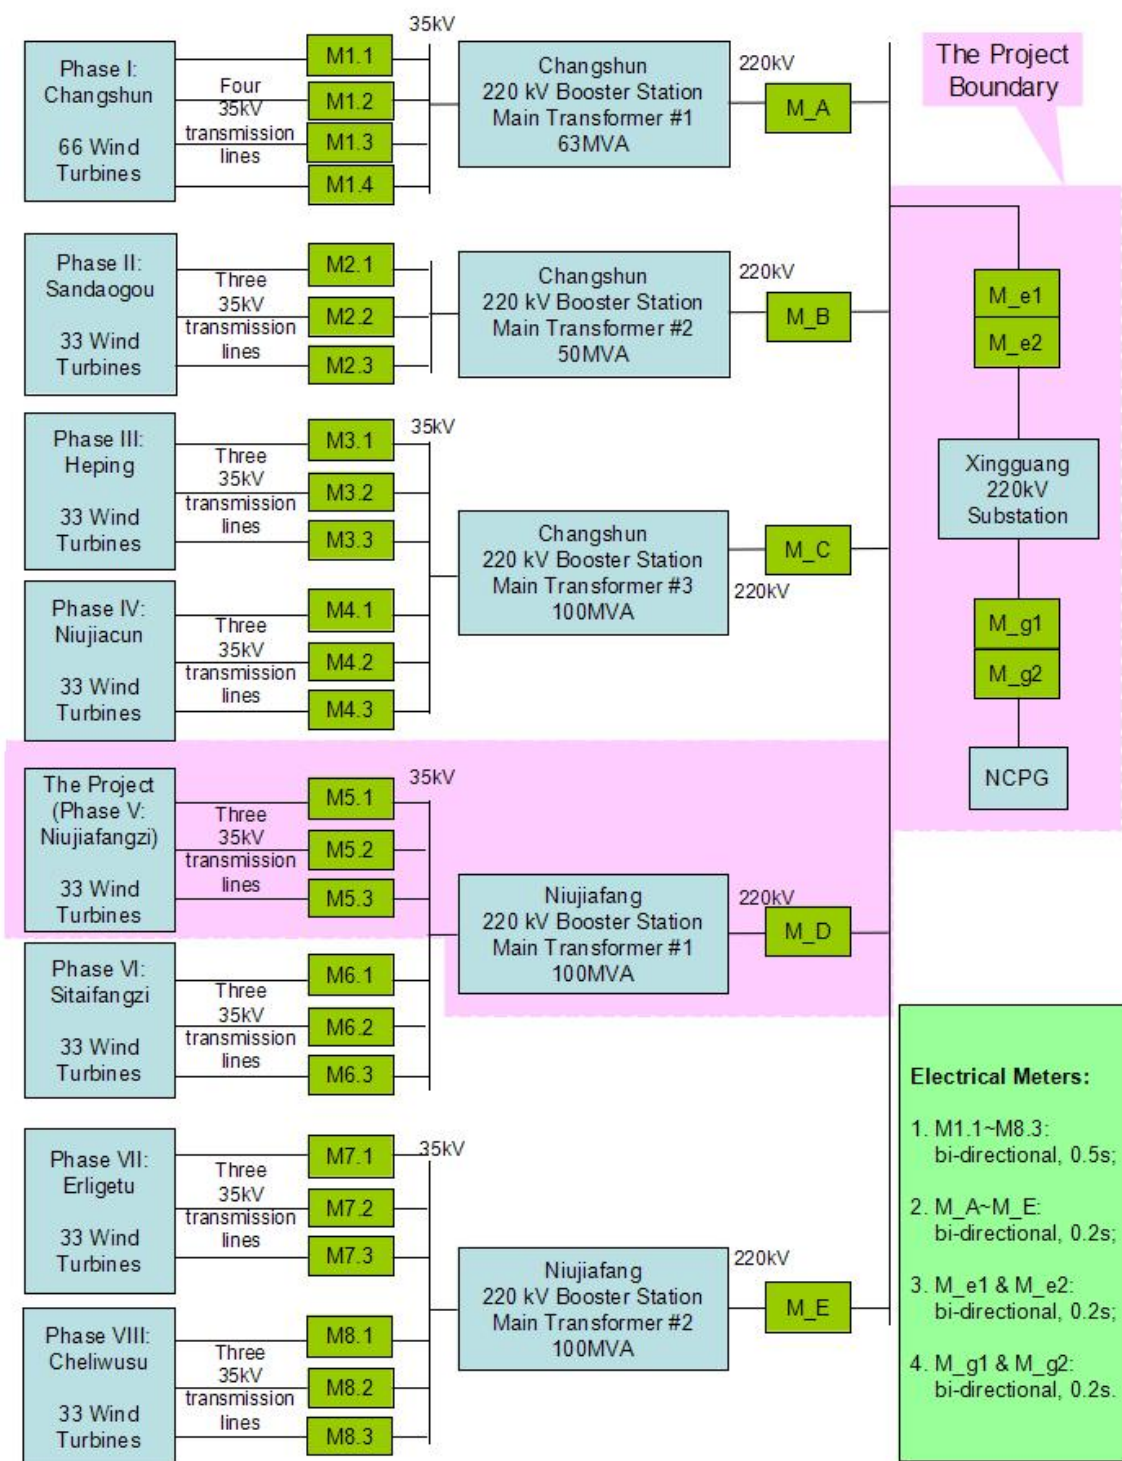 35kV
Phase I:
Changshun
66 Wind
Turbines
Four
35kV
transmission
lines
M1.1
M1.2
M1.3
M1.4
Changshun
220 kV Booster Station
Main Transformer #1
63MVA
220kV
M_A
The Project
Boundary
Phase II:
Sandaogou
33 Wind
Turbines
Three
35kV
transmission
lines
M2.1
M2.2
M2.3
Changshun
220 kV Booster Station
Main Transformer #2
50MVA
220kV
M_B
M_e1
M_e2
Xingguang
220kV
Substation
M_g1
M_g2
NCPG
Phase III:
Heping
33 Wind
Turbines
Three
35kV
transmission
lines
M3.1
M3.2
M3.3
35kV
Changshun
220 kV Booster Station
Main Transformer #3
100MVA
M_C
220kV
Phase IV:
Niujiacun
33 Wind
Turbines
Three
35kV
transmission
lines
M4.1
M4.2
M4.3
The Project
(Phase V:
Niujiafangzi)
33 Wind
Turbines
Three
35kV
transmission
lines
M5.1
M5.2
M5.3
35kV
Niujiafang
220 kV Booster Station
Main Transformer #1
100MVA
220kV
M_D
Phase VI:
Sitaifangzi
33 Wind
Turbines
Three
35kV
transmission
lines
M6.1
M6.2
M6.3
Phase VII:
Erligetu
33 Wind
Turbines
Three
35kV
transmission
lines
M7.1
M7.2
M7.3
35kV
Niujiafang
220 kV Booster Station
Main Transformer #2
100MVA
220kV
M_E
Phase VIII:
Cheliwusu
33 Wind
Turbines
Three
35kV
transmission
lines
M8.1
M8.2
M8.3
Electrical Meters:
1. M1.1~M8.3:
bi-directional, 0.5s;
2. M_A~M_E:
bi-directional, 0.2s;
3. M_e1 & M_e2:
bi-directional, 0.2s;
4. M_g1 & M_g2:
bi-directional, 0.2s.